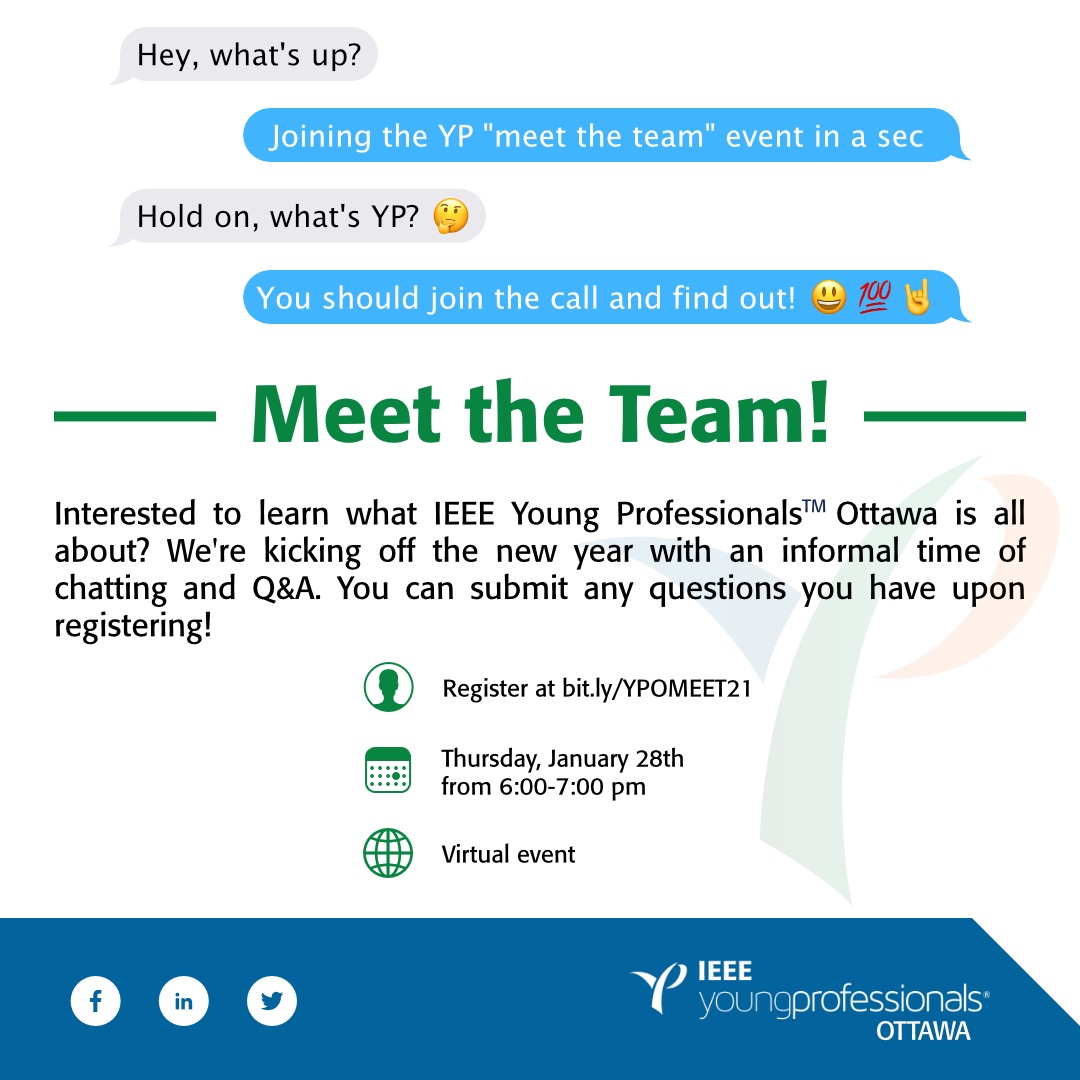 Hey, what's up?
Joining the YP "meet the team" event in a sec
Hold on, what's YP? 🤔
You should join the call and find out! 😃 💯 🤘
Meet the Team!
Interested to learn what IEEE Young Professionals™ Ottawa is all
about? We're kicking off the new year with an informal time of
chatting and Q&A. You can submit any questions you have upon
registering!
Register at bit.ly/YPOMEET21
Thursday, January 28th
from 6:00-7:00 pm
Virtual event
IEEE
youngprofessionals®
OTTAWA